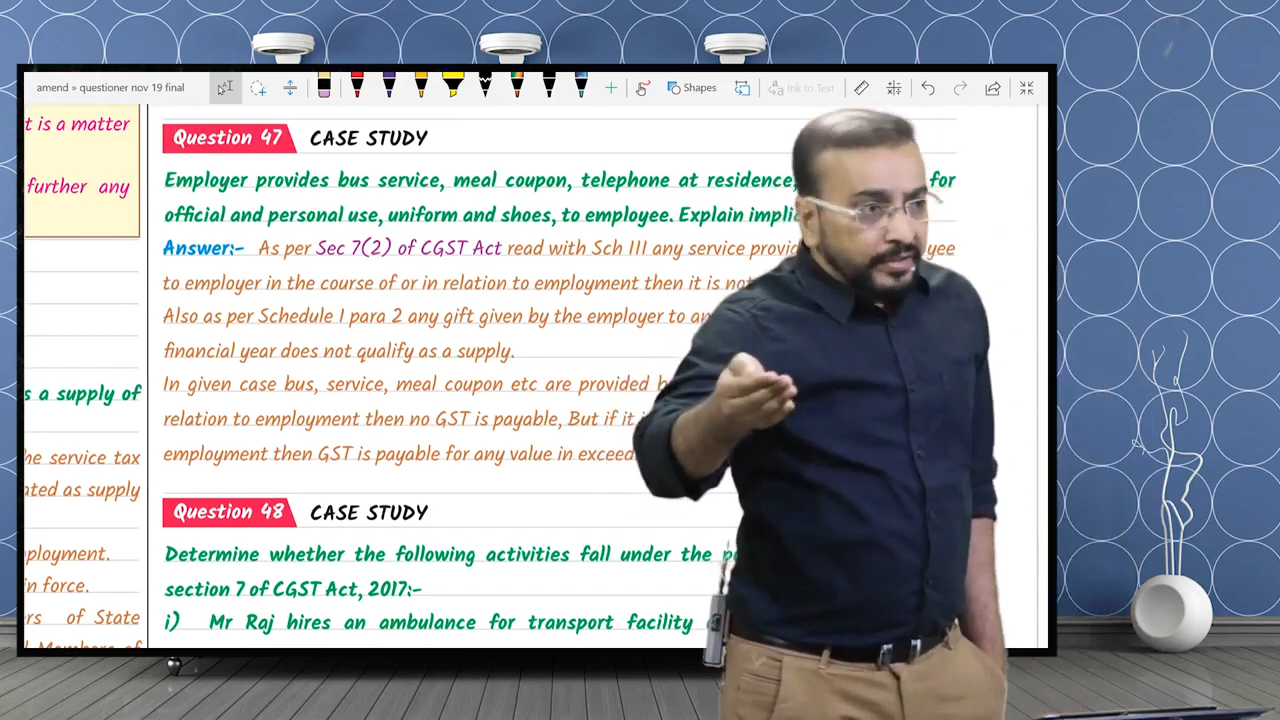 amend » questioner nov 19 final
Shapes
Ink to Text
t is a matter
further any
s a supply of
he service tax
ated as supply
ployment.
in force.
rs of State
Members of
Question 47 CASE STUDY
Employer provides bus service, meal coupon, telephone at residence, for
official and personal use, uniform and shoes, to employee. Explain impli
Answer:- As per Sec 7(2) of CGST Act read with Sch III any service provid yee
to employer in the course of or in relation to employment then it is not
Also as per Schedule I para 2 any gift given by the employer to an
financial year does not qualify as a supply.
In given case bus, service, meal coupon etc are provided b
relation to employment then no GST is payable, But if it i
employment then GST is payable for any value in exceed
Question 48 CASE STUDY
Determine whether the following activities fall under the p
section 7 of CGST Act, 2017:-
i) Mr Raj hires an ambulance for transport facility